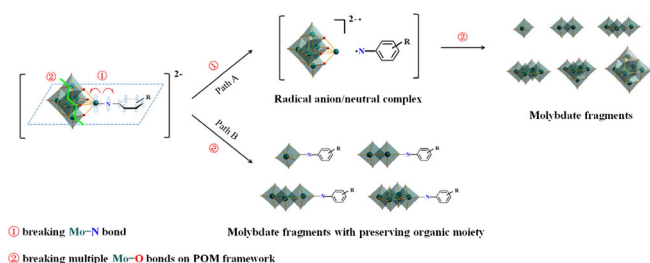 ② ①
Mo N R
2-
① Path A
2- •
•N R
Radical anion/neutral complex
②
Molybdate fragments
Path B
②
N R N R
N R N R
Molybdate fragments with preserving organic moiety
① breaking Mo−N bond
② breaking multiple Mo−O bonds on POM framework